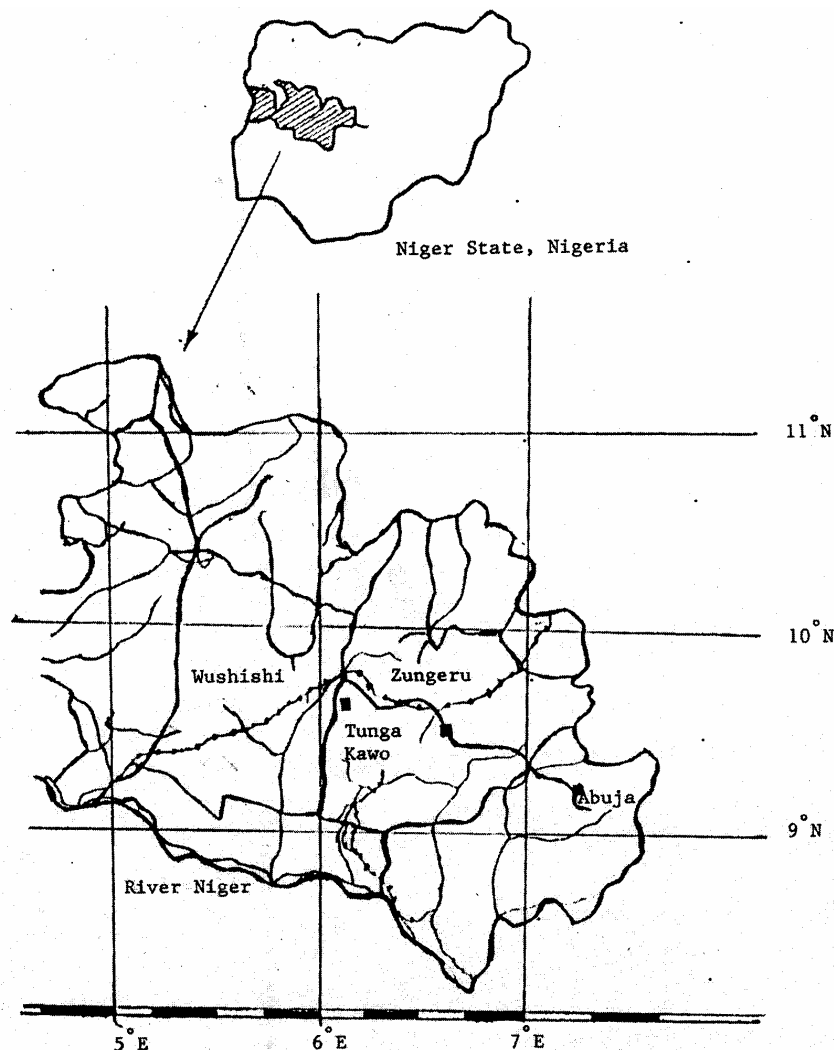 Niger State, Nigeria
11°N
10°N
Wushishi
Zungeru
Tunga
Kawo
Abuja
9°N
River Niger
5°E
6°E
7°E